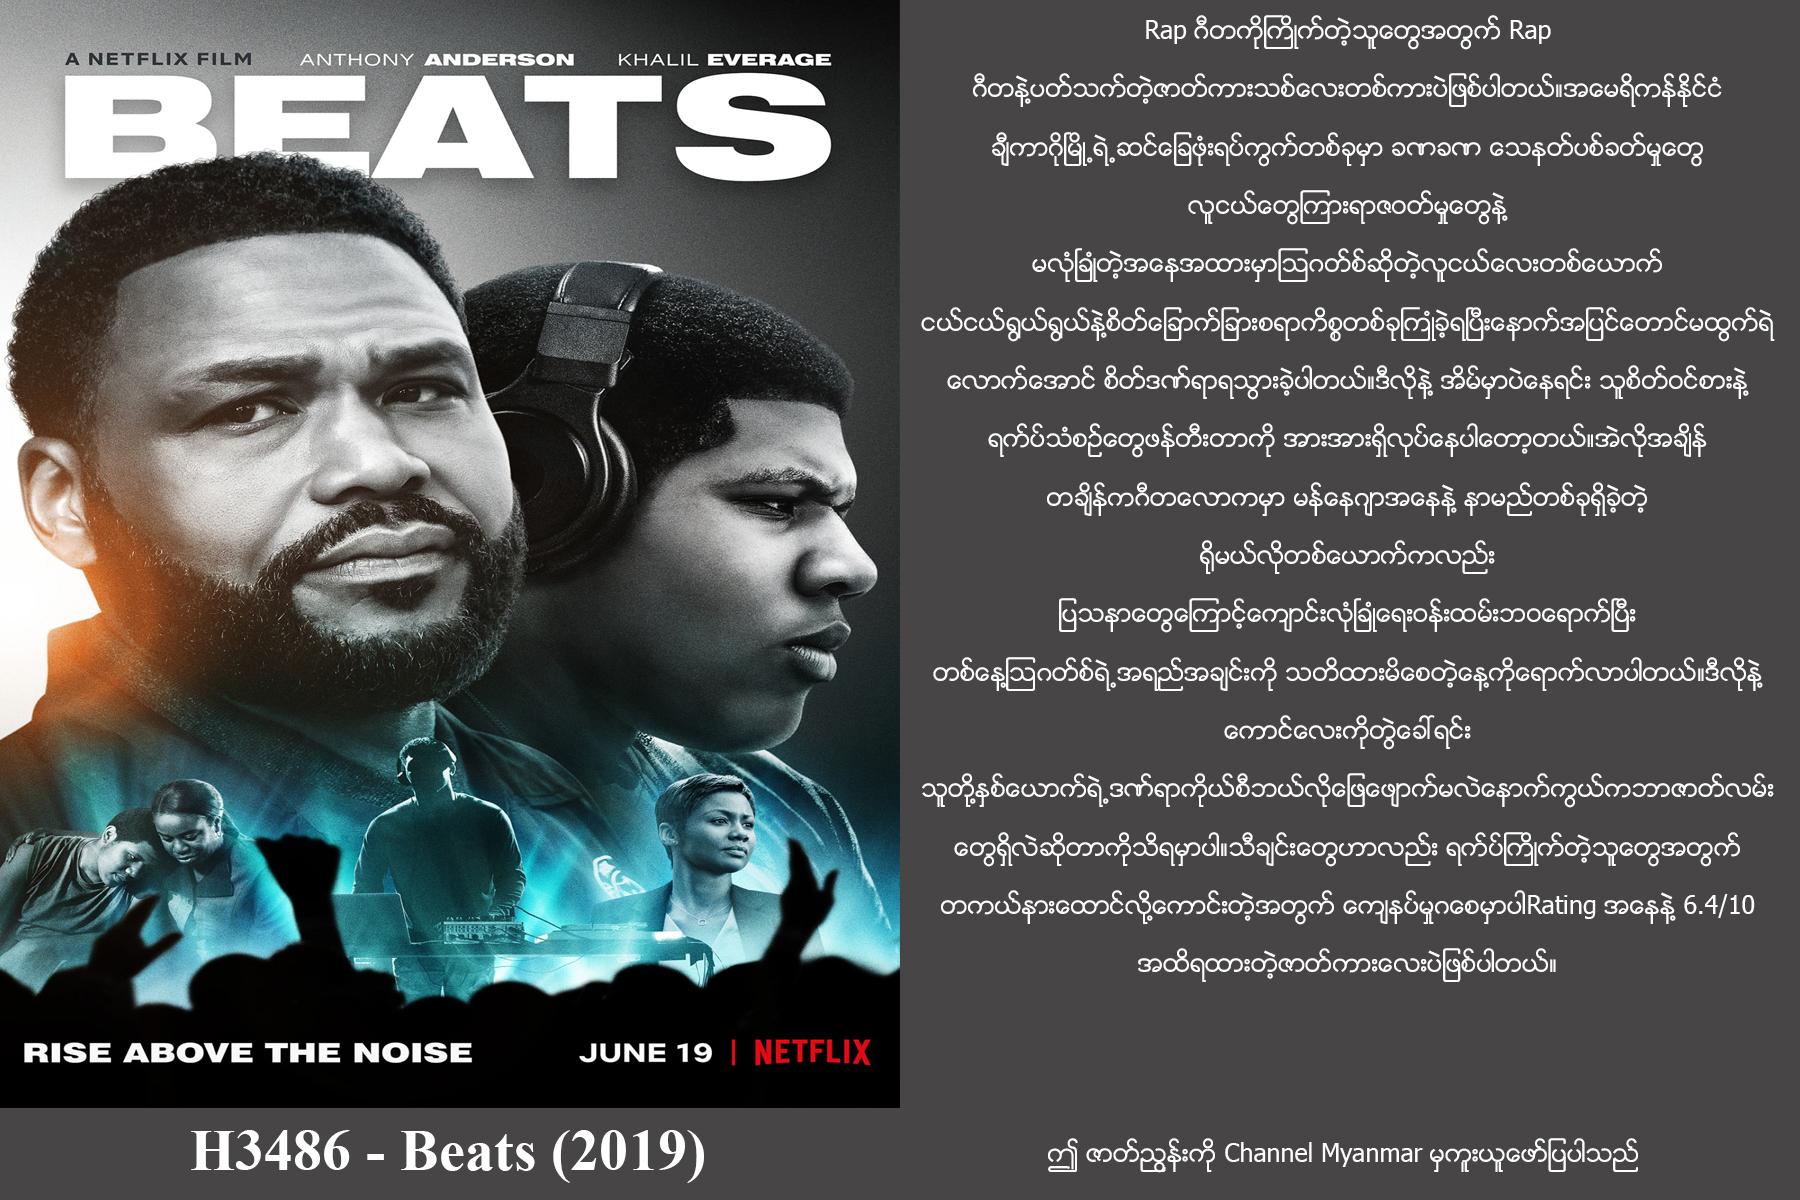 A NETFLIX FILM ANTHONY ANDERSON KHALIL EVERAGE
BEATS
RISE ABOVE THE NOISE JUNE 19 | NETFLIX
H3486 - Beats (2019)
Rap ဂီတကိုကြိုက်တဲ့သူတွေအတွက် Rap
ဂီတနဲ့ပတ်သက်တဲ့ဇာတ်ကားသစ်လေးတစ်ကားပဲဖြစ်ပါတယ်။အမေရိကန်နိုင်ငံ
ချီကာဂိုမြို့ရဲ့ဆင်ခြေဖုံးရပ်ကွက်တစ်ခုမှာ ခဏခဏ သေနတ်ပစ်ခတ်မှုတွေ
လူငယ်တွေကြားရာဇဝတ်မှုတွေနဲ့
မလုံခြုံတဲ့အနေအထားမှာဩဂတ်စ်ဆိုတဲ့လူငယ်လေးတစ်ယောက်
ငယ်ငယ်ရွယ်ရွယ်နဲ့စိတ်ခြောက်ခြားစရာကိစ္စတစ်ခုကြုံခဲ့ရပြီးနောက်အပြင်တောင်မထွက်ရဲ
လောက်အောင် စိတ်ဒဏ်ရာရသွားခဲ့ပါတယ်။ဒီလိုနဲ့ အိမ်မှာပဲနေရင်း သူစိတ်ဝင်စားနဲ့
ရက်ပ်သံစဉ်တွေဖန်တီးတာကို အားအားရှိလုပ်နေပါတော့တယ်။အဲလိုအချိန်
တချိန်ကဂီတလောကမှာ မန်နေဂျာအနေနဲ့ နာမည်တစ်ခုရှိခဲ့တဲ့
ရိုမယ်လိုတစ်ယောက်ကလည်း
ပြသနာတွေကြောင့်ကျောင်းလုံခြုံရေးဝန်းထမ်းဘဝရောက်ပြီး
တစ်နေ့ဩဂတ်စ်ရဲ့အရည်အချင်းကို သတိထားမိစေတဲ့နေ့ကိုရောက်လာပါတယ်။ဒီလိုနဲ့
ကောင်လေးကိုတွဲခေါ်ရင်း
သူတို့နှစ်ယောက်ရဲ့ဒဏ်ရာကိုယ်စီဘယ်လိုဖြေဖျောက်မလဲနောက်ကွယ်ကဘာဇာတ်လမ်း
တွေရှိလဲဆိုတာကိုသိရမှာပါ။သီချင်းတွေဟာလည်း ရက်ပ်ကြိုက်တဲ့သူတွေအတွက်
တကယ်နားထောင်လို့ကောင်းတဲ့အတွက် ကျေနပ်မှုဂစေမှာပါRating အနေနဲ့ 6.4/10
အထိရထားတဲ့ဇာတ်ကားလေးပဲဖြစ်ပါတယ်။
ဤ ဇာတ်ညွှန်းကို Channel Myanmar မှကူးယူဖော်ပြပါသည်